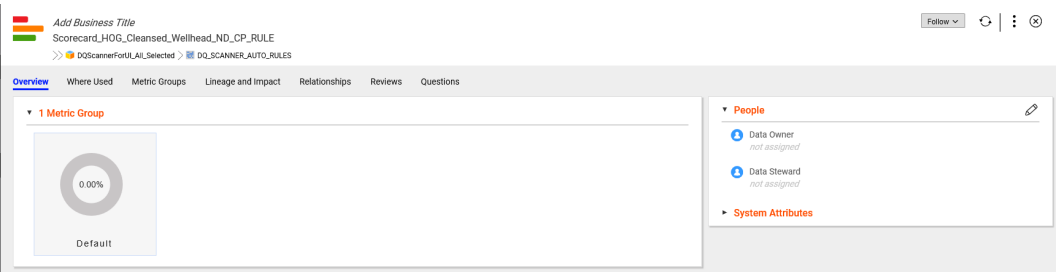 Add Business Title
Follow
Scorecard_HOG_Cleansed_Wellhead_ND_CP_RULE
DQScannerForUI_All_Selected > DQ_SCANNER_AUTO_RULES
Overview Where Used Metric Groups Lineage and Impact Relationships Reviews Questions
1 Metric Group
0.00%
Default
People
Data Owner
not assigned
Data Steward
not assigned
System Attributes